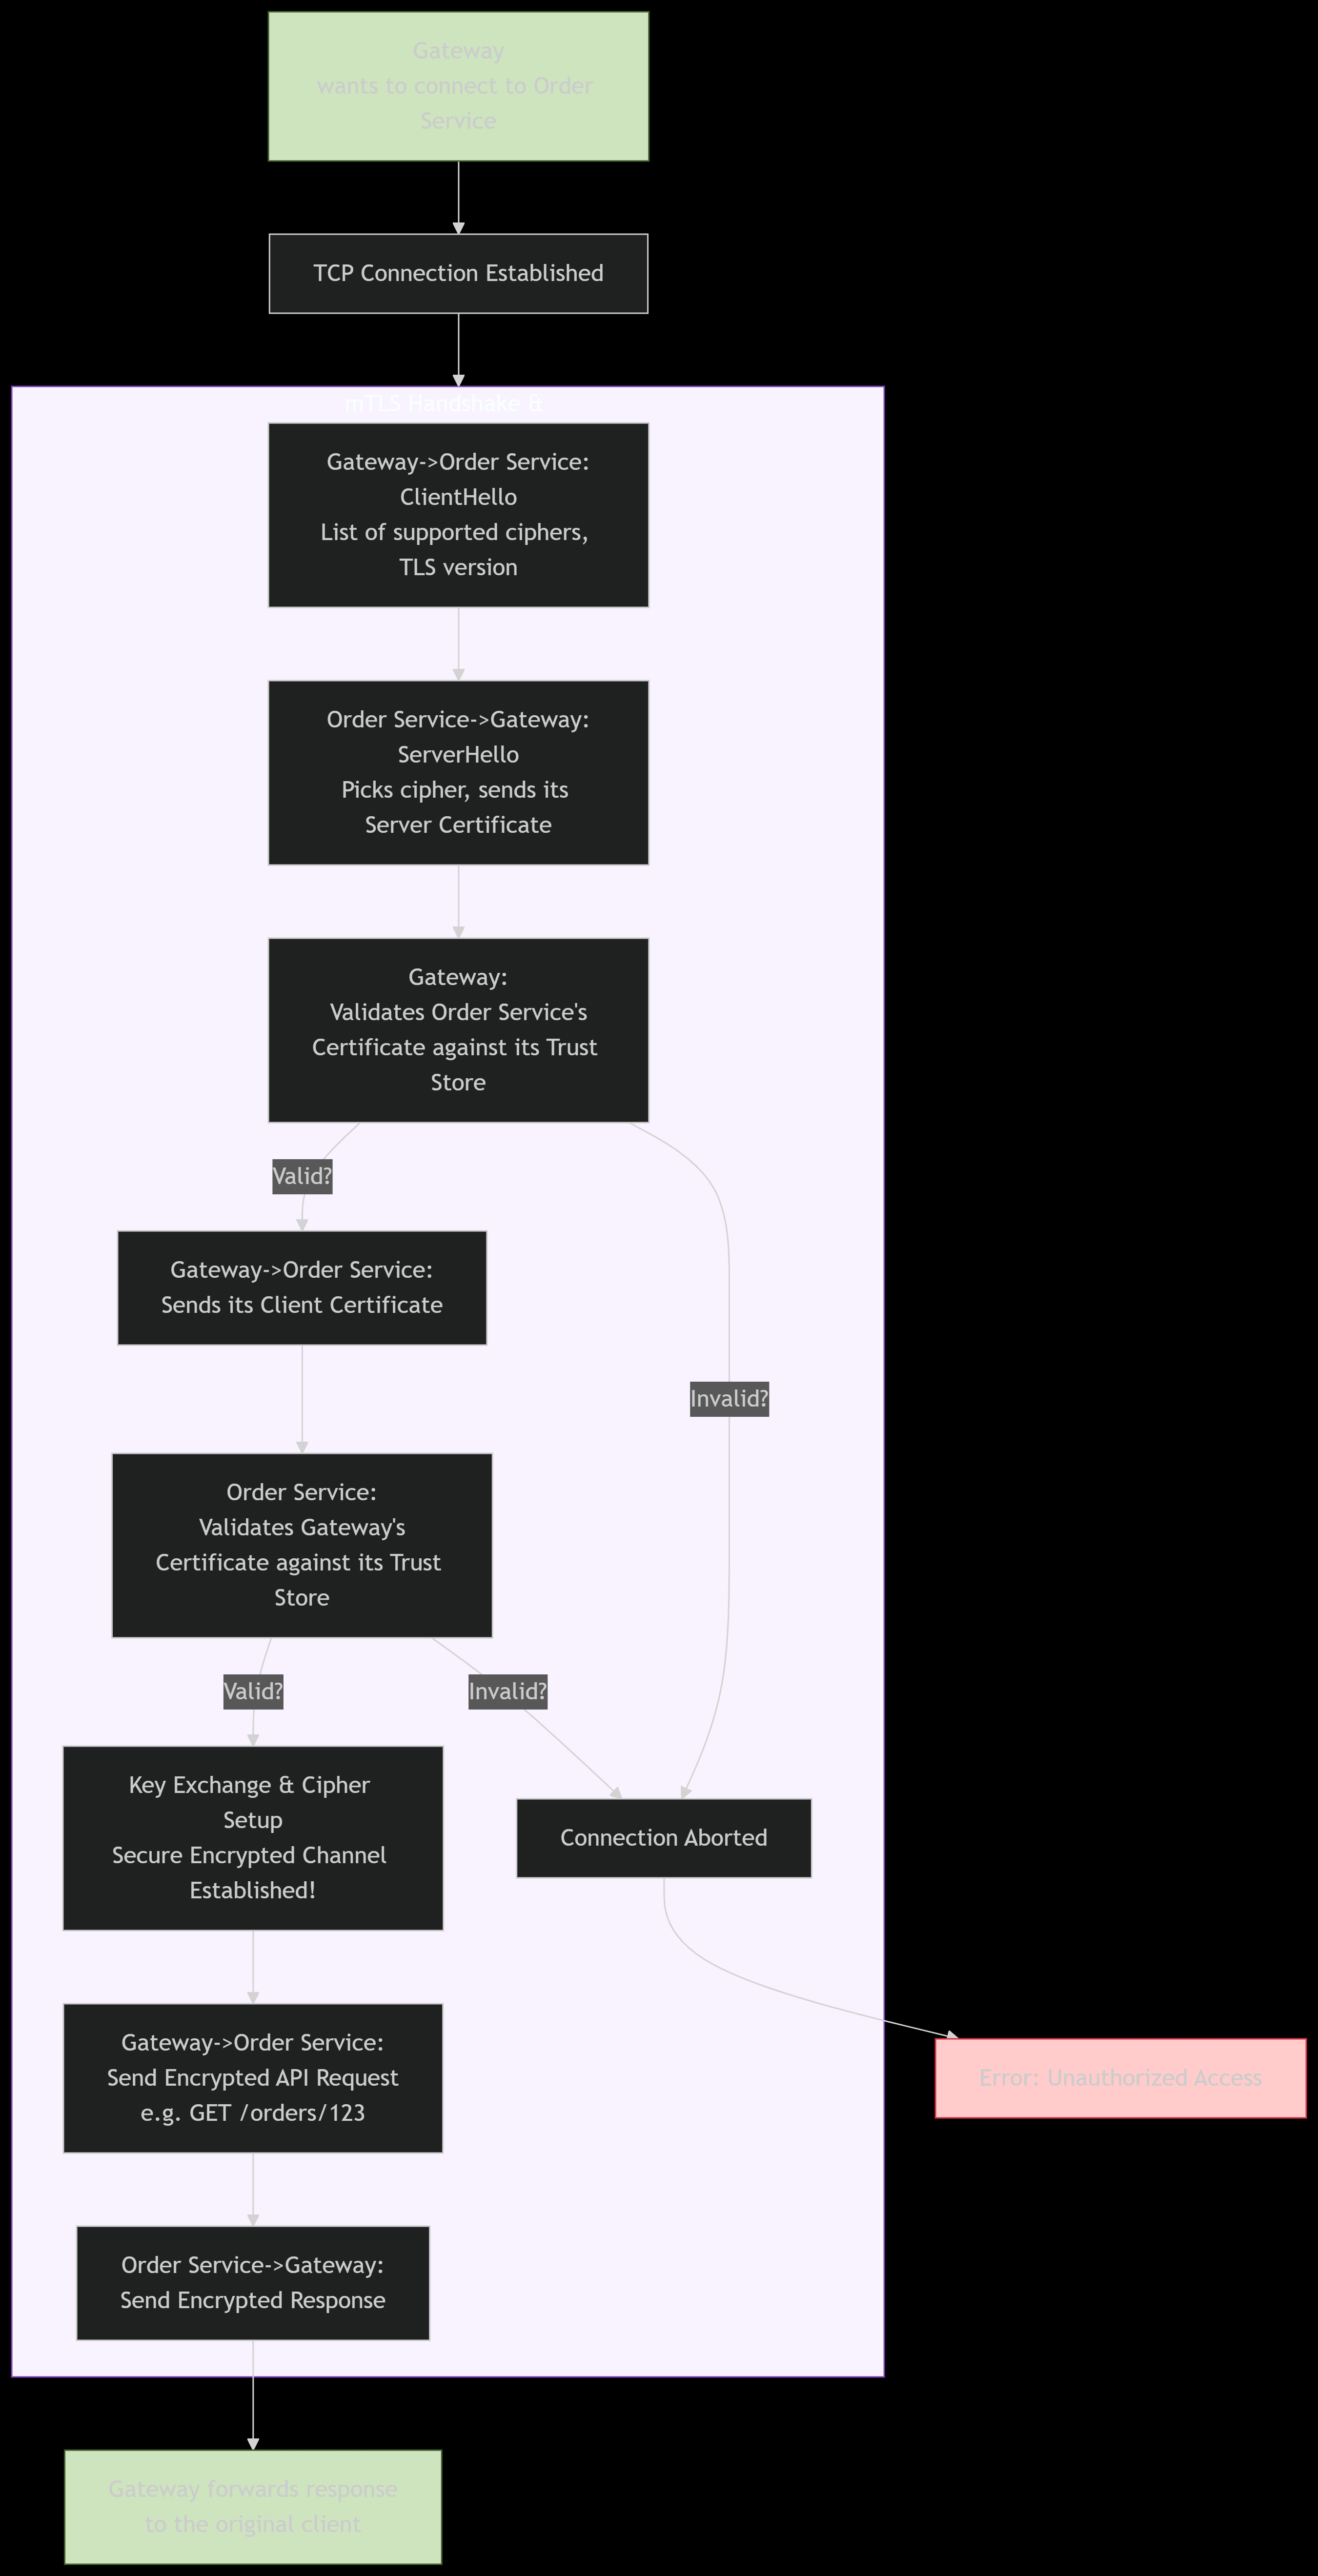 Gateway
wants to connect to Order
Service
TCP Connection Established
mTLS Handshake &
Gateway->Order Service:
ClientHello
List of supported ciphers,
TLS version
Order Service->Gateway:
ServerHello
Picks cipher, sends its
Server Certificate
Gateway:
Validates Order Service's
Certificate against its Trust
Store
Valid?
Gateway->Order Service:
Sends its Client Certificate
Invalid?
Order Service:
Validates Gateway's
Certificate against its Trust
Store
Valid?
Invalid?
Key Exchange & Cipher
Setup
Secure Encrypted Channel
Established!
Connection Aborted
Gateway->Order Service:
Send Encrypted API Request
e.g. GET /orders/123
Error: Unauthorized Access
Order Service->Gateway:
Send Encrypted Response
Gateway forwards response
to the original client